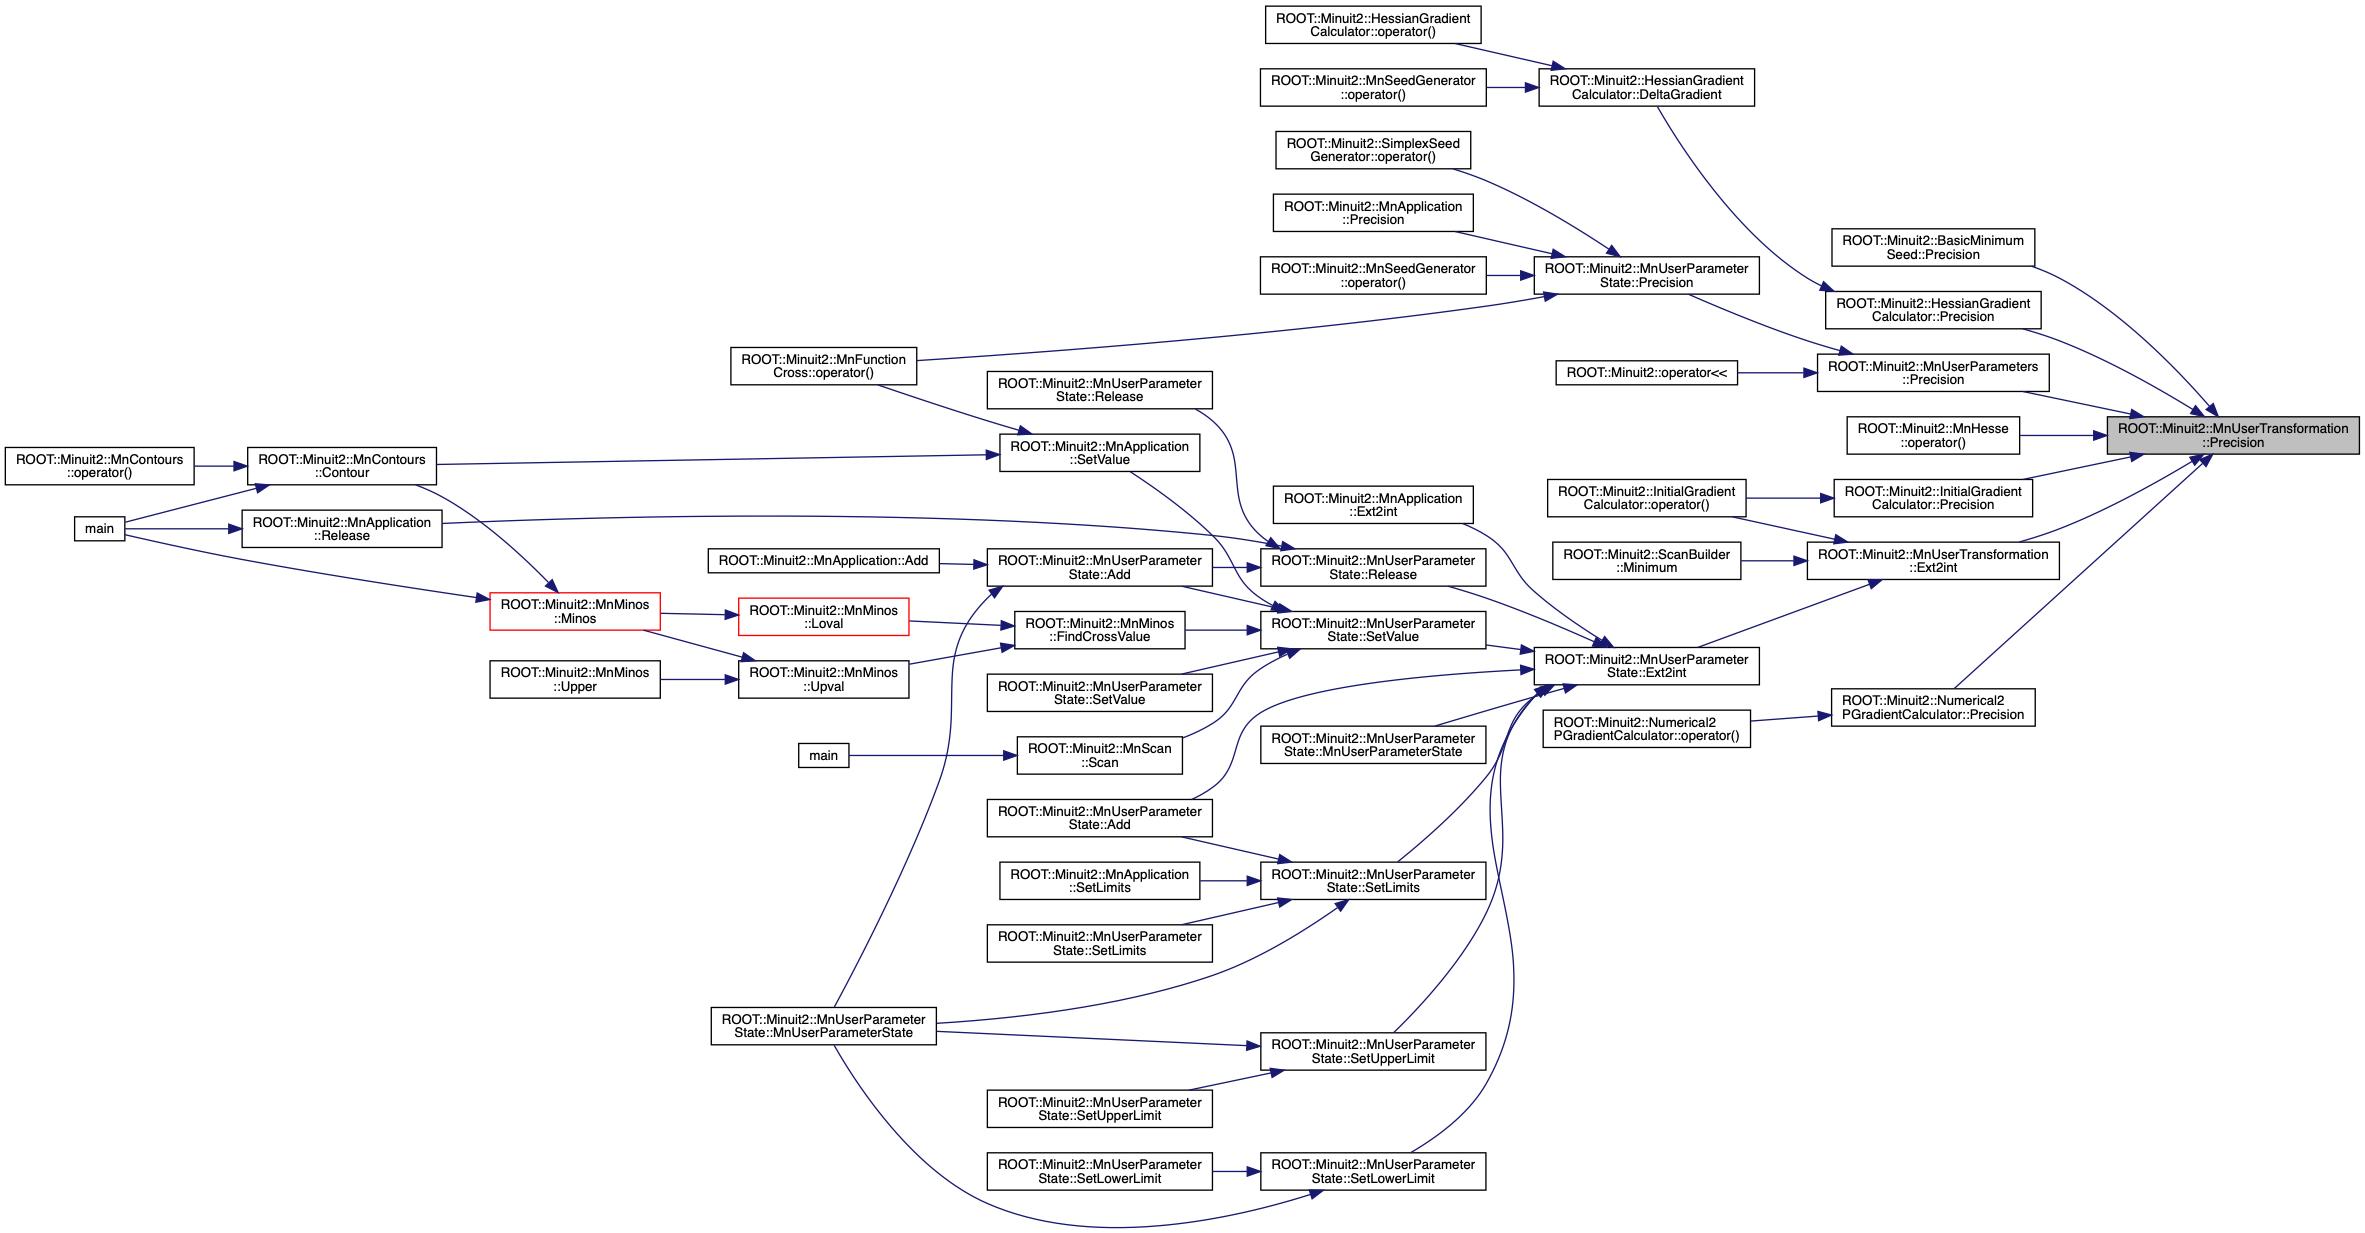 ROOT::Minuit2::HessianGradient
Calculator::operator()
ROOT::Minuit2::MnSeedGenerator
::operator()
ROOT::Minuit2::HessianGradient
Calculator::DeltaGradient
ROOT::Minuit2::SimplexSeed
Generator::operator()
ROOT::Minuit2::MnApplication
::Precision
ROOT::Minuit2::MnSeedGenerator
::operator()
ROOT::Minuit2::MnUserParameter
State::Precision
ROOT::Minuit2::BasicMinimum
Seed::Precision
ROOT::Minuit2::HessianGradient
Calculator::Precision
ROOT::Minuit2::MnFunction
Cross::operator()
ROOT::Minuit2::operator<<
ROOT::Minuit2::MnUserParameters
::Precision
ROOT::Minuit2::MnUserParameter
State::Release
ROOT::Minuit2::MnHesse
::operator()
ROOT::Minuit2::MnUserTransformation
::Precision
ROOT::Minuit2::MnContours
::operator()
ROOT::Minuit2::MnContours
::Contour
ROOT::Minuit2::MnApplication
::SetValue
ROOT::Minuit2::MnApplication
::Ext2int
ROOT::Minuit2::InitialGradient
Calculator::operator()
ROOT::Minuit2::InitialGradient
Calculator::Precision
main
ROOT::Minuit2::MnApplication
::Release
ROOT::Minuit2::MnApplication::Add
ROOT::Minuit2::MnUserParameter
State::Add
ROOT::Minuit2::MnUserParameter
State::Release
ROOT::Minuit2::ScanBuilder
::Minimum
ROOT::Minuit2::MnUserTransformation
::Ext2int
ROOT::Minuit2::MnMinos
::Minos
ROOT::Minuit2::MnMinos
::Loval
ROOT::Minuit2::MnMinos
::FindCrossValue
ROOT::Minuit2::MnUserParameter
State::SetValue
ROOT::Minuit2::MnUserParameter
State::Ext2int
ROOT::Minuit2::MnMinos
::Upper
ROOT::Minuit2::MnMinos
::Upval
ROOT::Minuit2::MnUserParameter
State::SetValue
ROOT::Minuit2::MnUserParameter
State::MnUserParameterState
ROOT::Minuit2::Numerical2
PGradientCalculator::operator()
ROOT::Minuit2::Numerical2
PGradientCalculator::Precision
main
ROOT::Minuit2::MnScan
::Scan
ROOT::Minuit2::MnUserParameter
State::Add
ROOT::Minuit2::MnApplication
::SetLimits
ROOT::Minuit2::MnUserParameter
State::SetLimits
ROOT::Minuit2::MnUserParameter
State::SetLimits
ROOT::Minuit2::MnUserParameter
State::MnUserParameterState
ROOT::Minuit2::MnUserParameter
State::SetUpperLimit
ROOT::Minuit2::MnUserParameter
State::SetUpperLimit
ROOT::Minuit2::MnUserParameter
State::SetLowerLimit
ROOT::Minuit2::MnUserParameter
State::SetLowerLimit